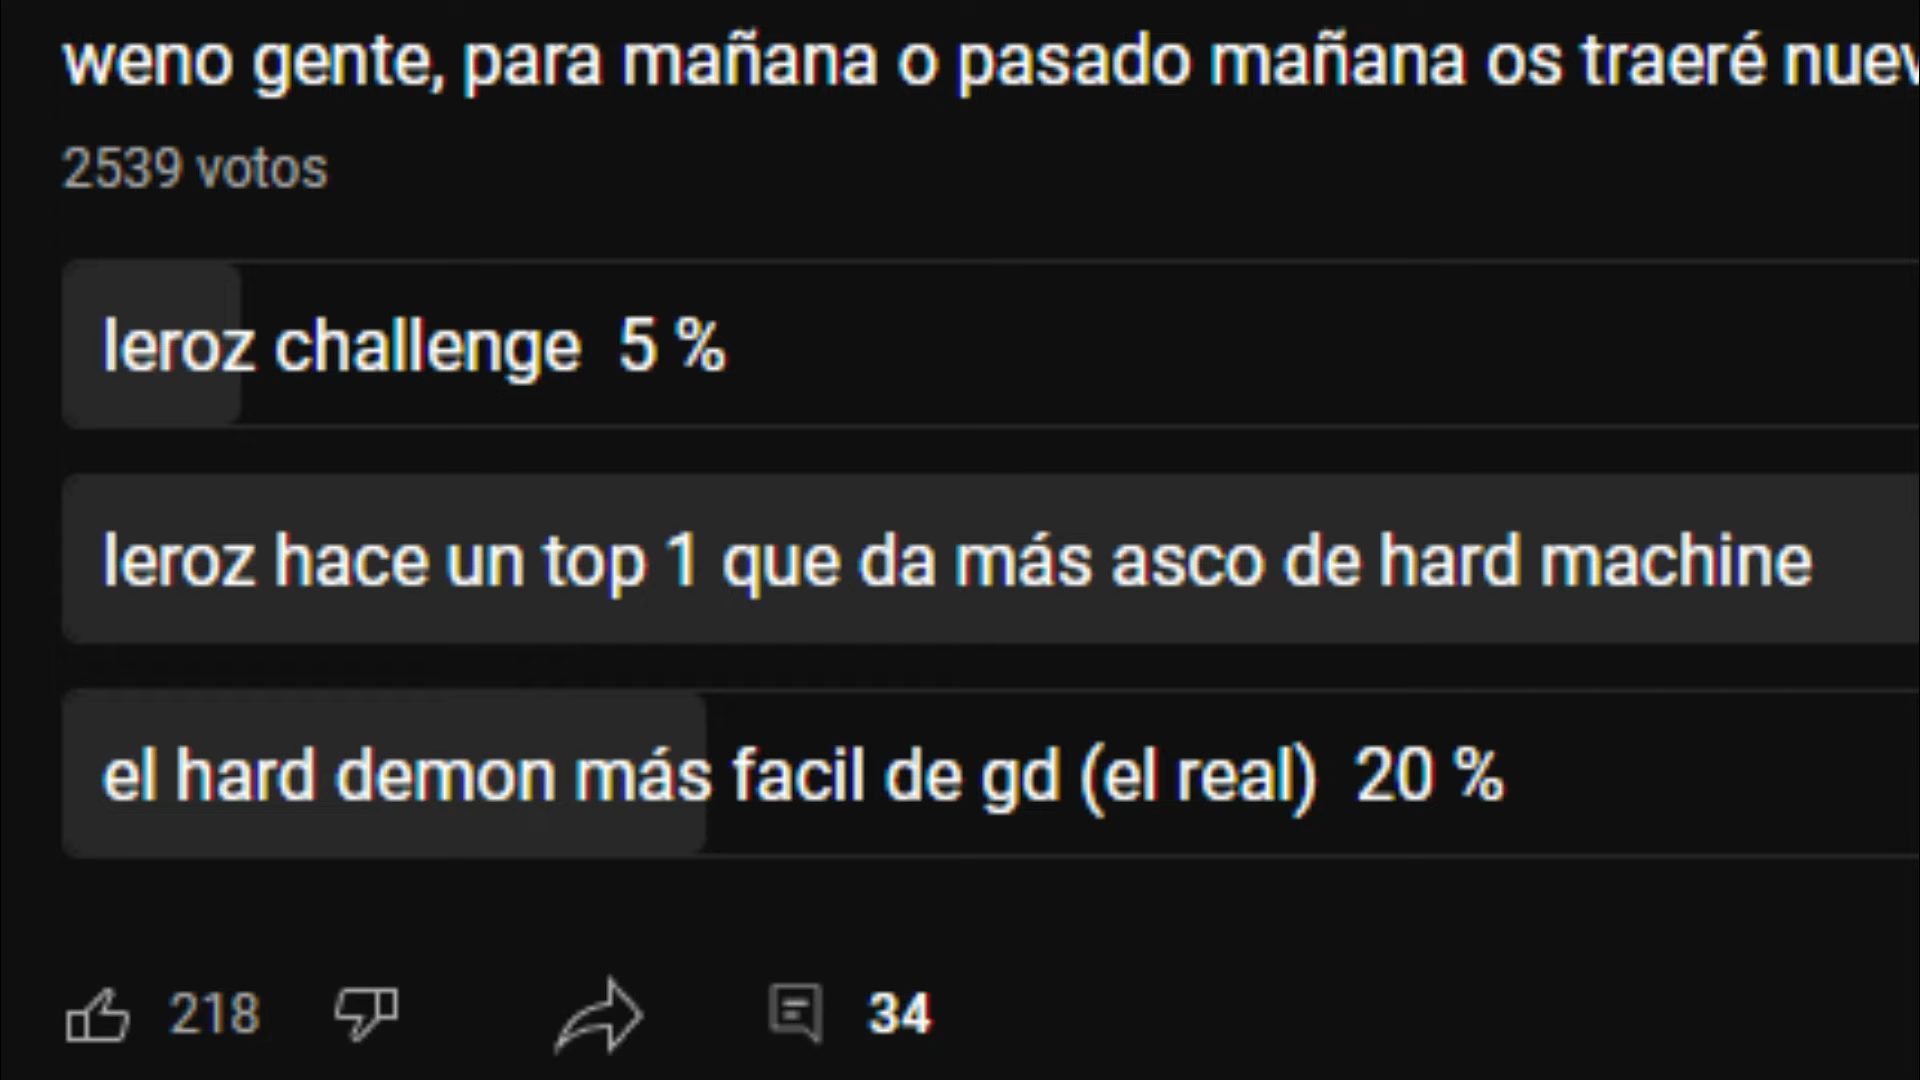 weno gente, para mañana o pasado mañana os traeré
2539 votos
leroz challenge 5 %
leroz hace un top 1 que da más asco de hard machine
el hard demon más facil de gd (el real) 20 %
218
34